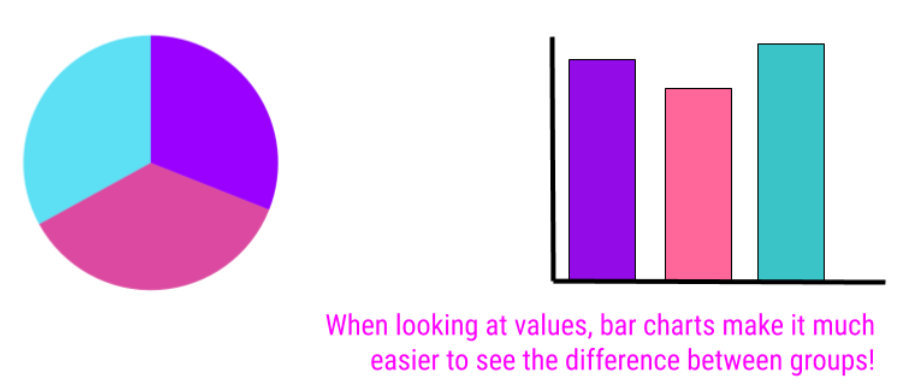 When looking at values, bar charts make it much
easier to see the difference between groups!